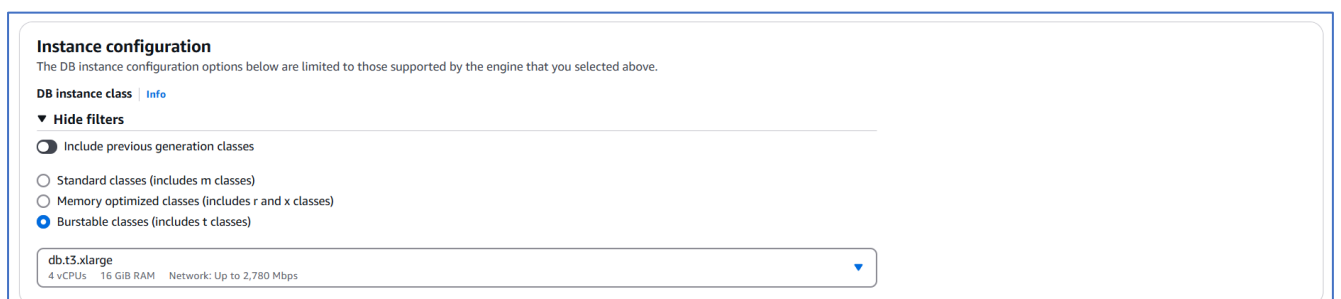 Instance configuration
The DB instance configuration options below are limited to those supported by the engine that you selected above.
DB instance class | Info
Hide filters
Include previous generation classes
Standard classes (includes m classes)
Memory optimized classes (includes r and x classes)
Burstable classes (includes t classes)
db.t3.xlarge
4 vCPUs 16 GiB RAM Network: Up to 2,780 Mbps